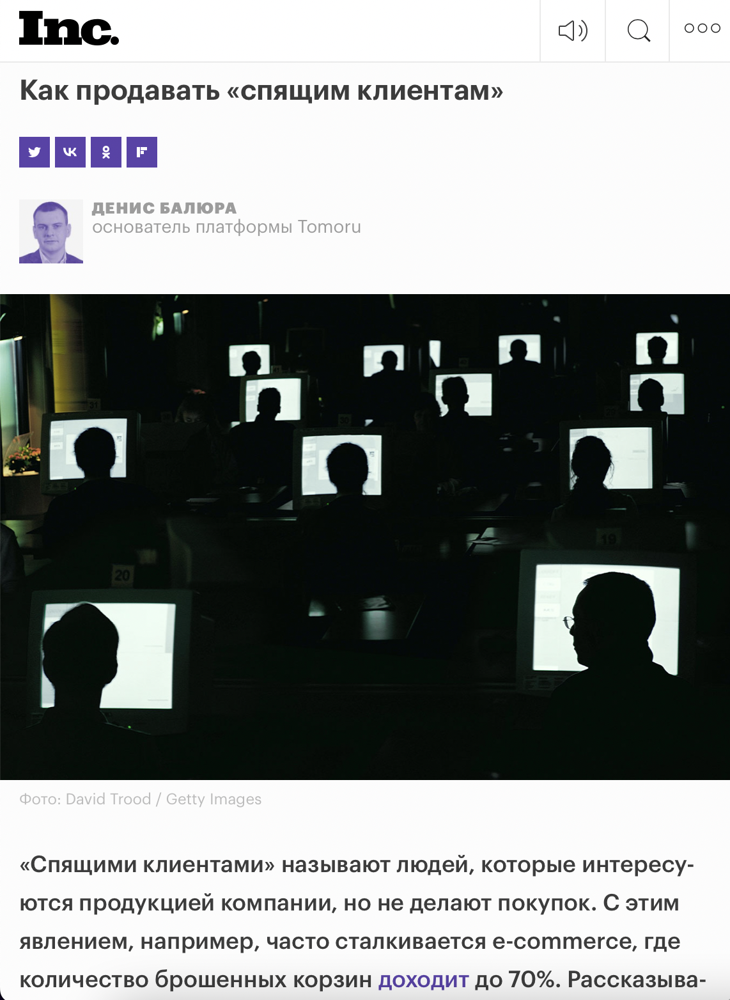 Inc.
Как продавать «спящим клиентам»
ДЕНИС БАЛЮРА
основатель платформы Tomoru
31
30
20
19
Фото: David Trood / Getty Images
«Спящими клиентами» называют людей, которые интересу-
ются продукцией компании, но не делают покупок. С этим
явлением, например, часто сталкивается e-commerce, где
количество брошенных корзин доходит до 70%. Рассказыва-